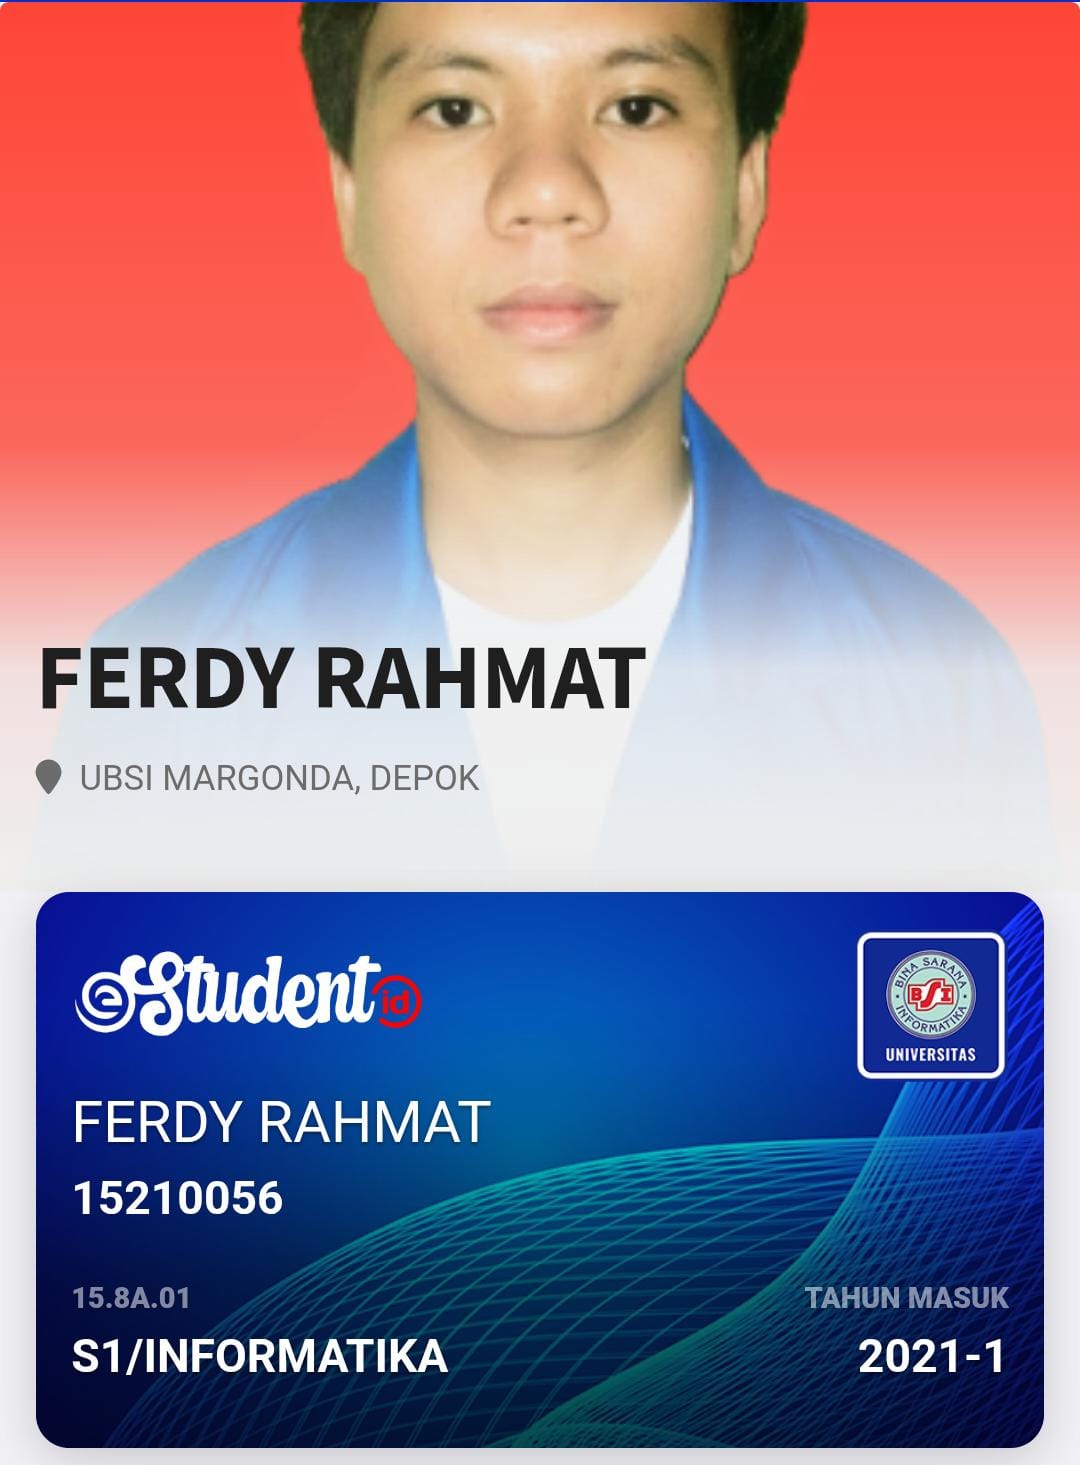 FERDY RAHMAT
UBSI MARGONDA, DEPOK
eStudent id
BINA SARANA
BSI
INFORMATIKA
UNIVERSITAS
FERDY RAHMAT
15210056
15.8A.01
TAHUN MASUK
S1/INFORMATIKA
2021-1